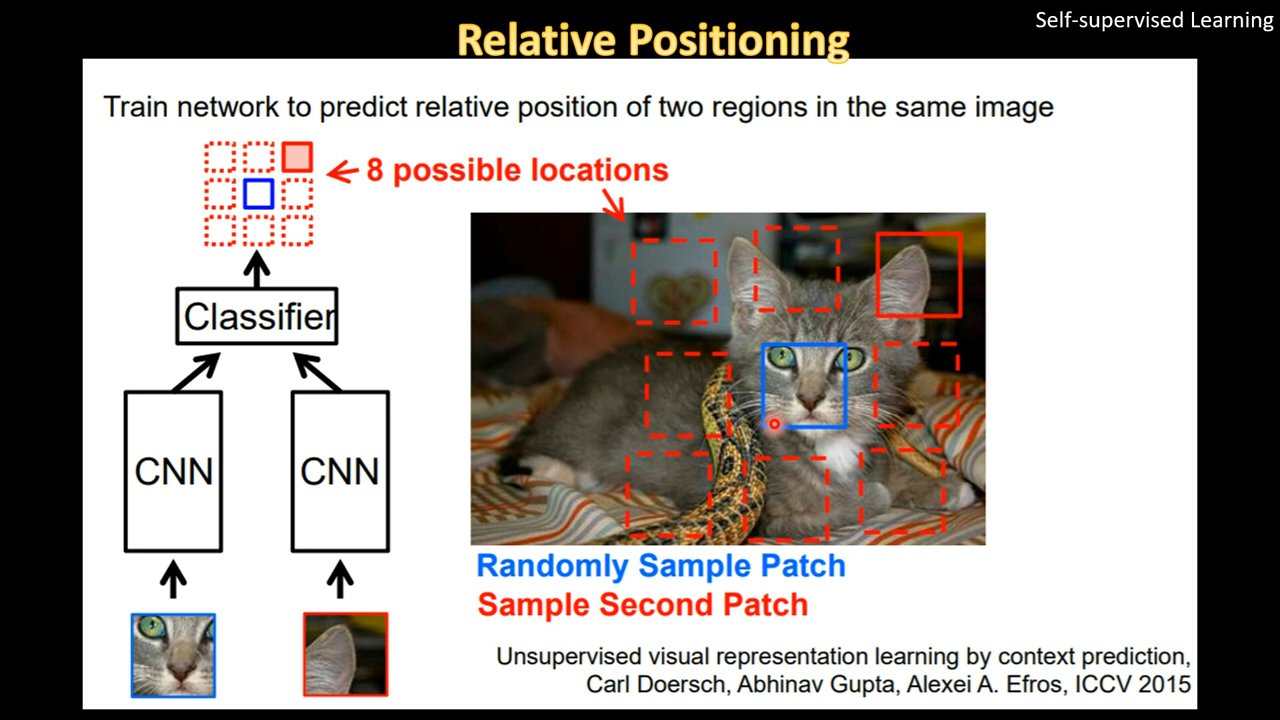 Self-supervised Learning
Relative Positioning
Train network to predict relative position of two regions in the same image
8 possible locations
Classifier
CNN
CNN
Randomly Sample Patch
Sample Second Patch
Unsupervised visual representation learning by context prediction,
Carl Doersch, Abhinav Gupta, Alexei A. Efros, ICCV 2015